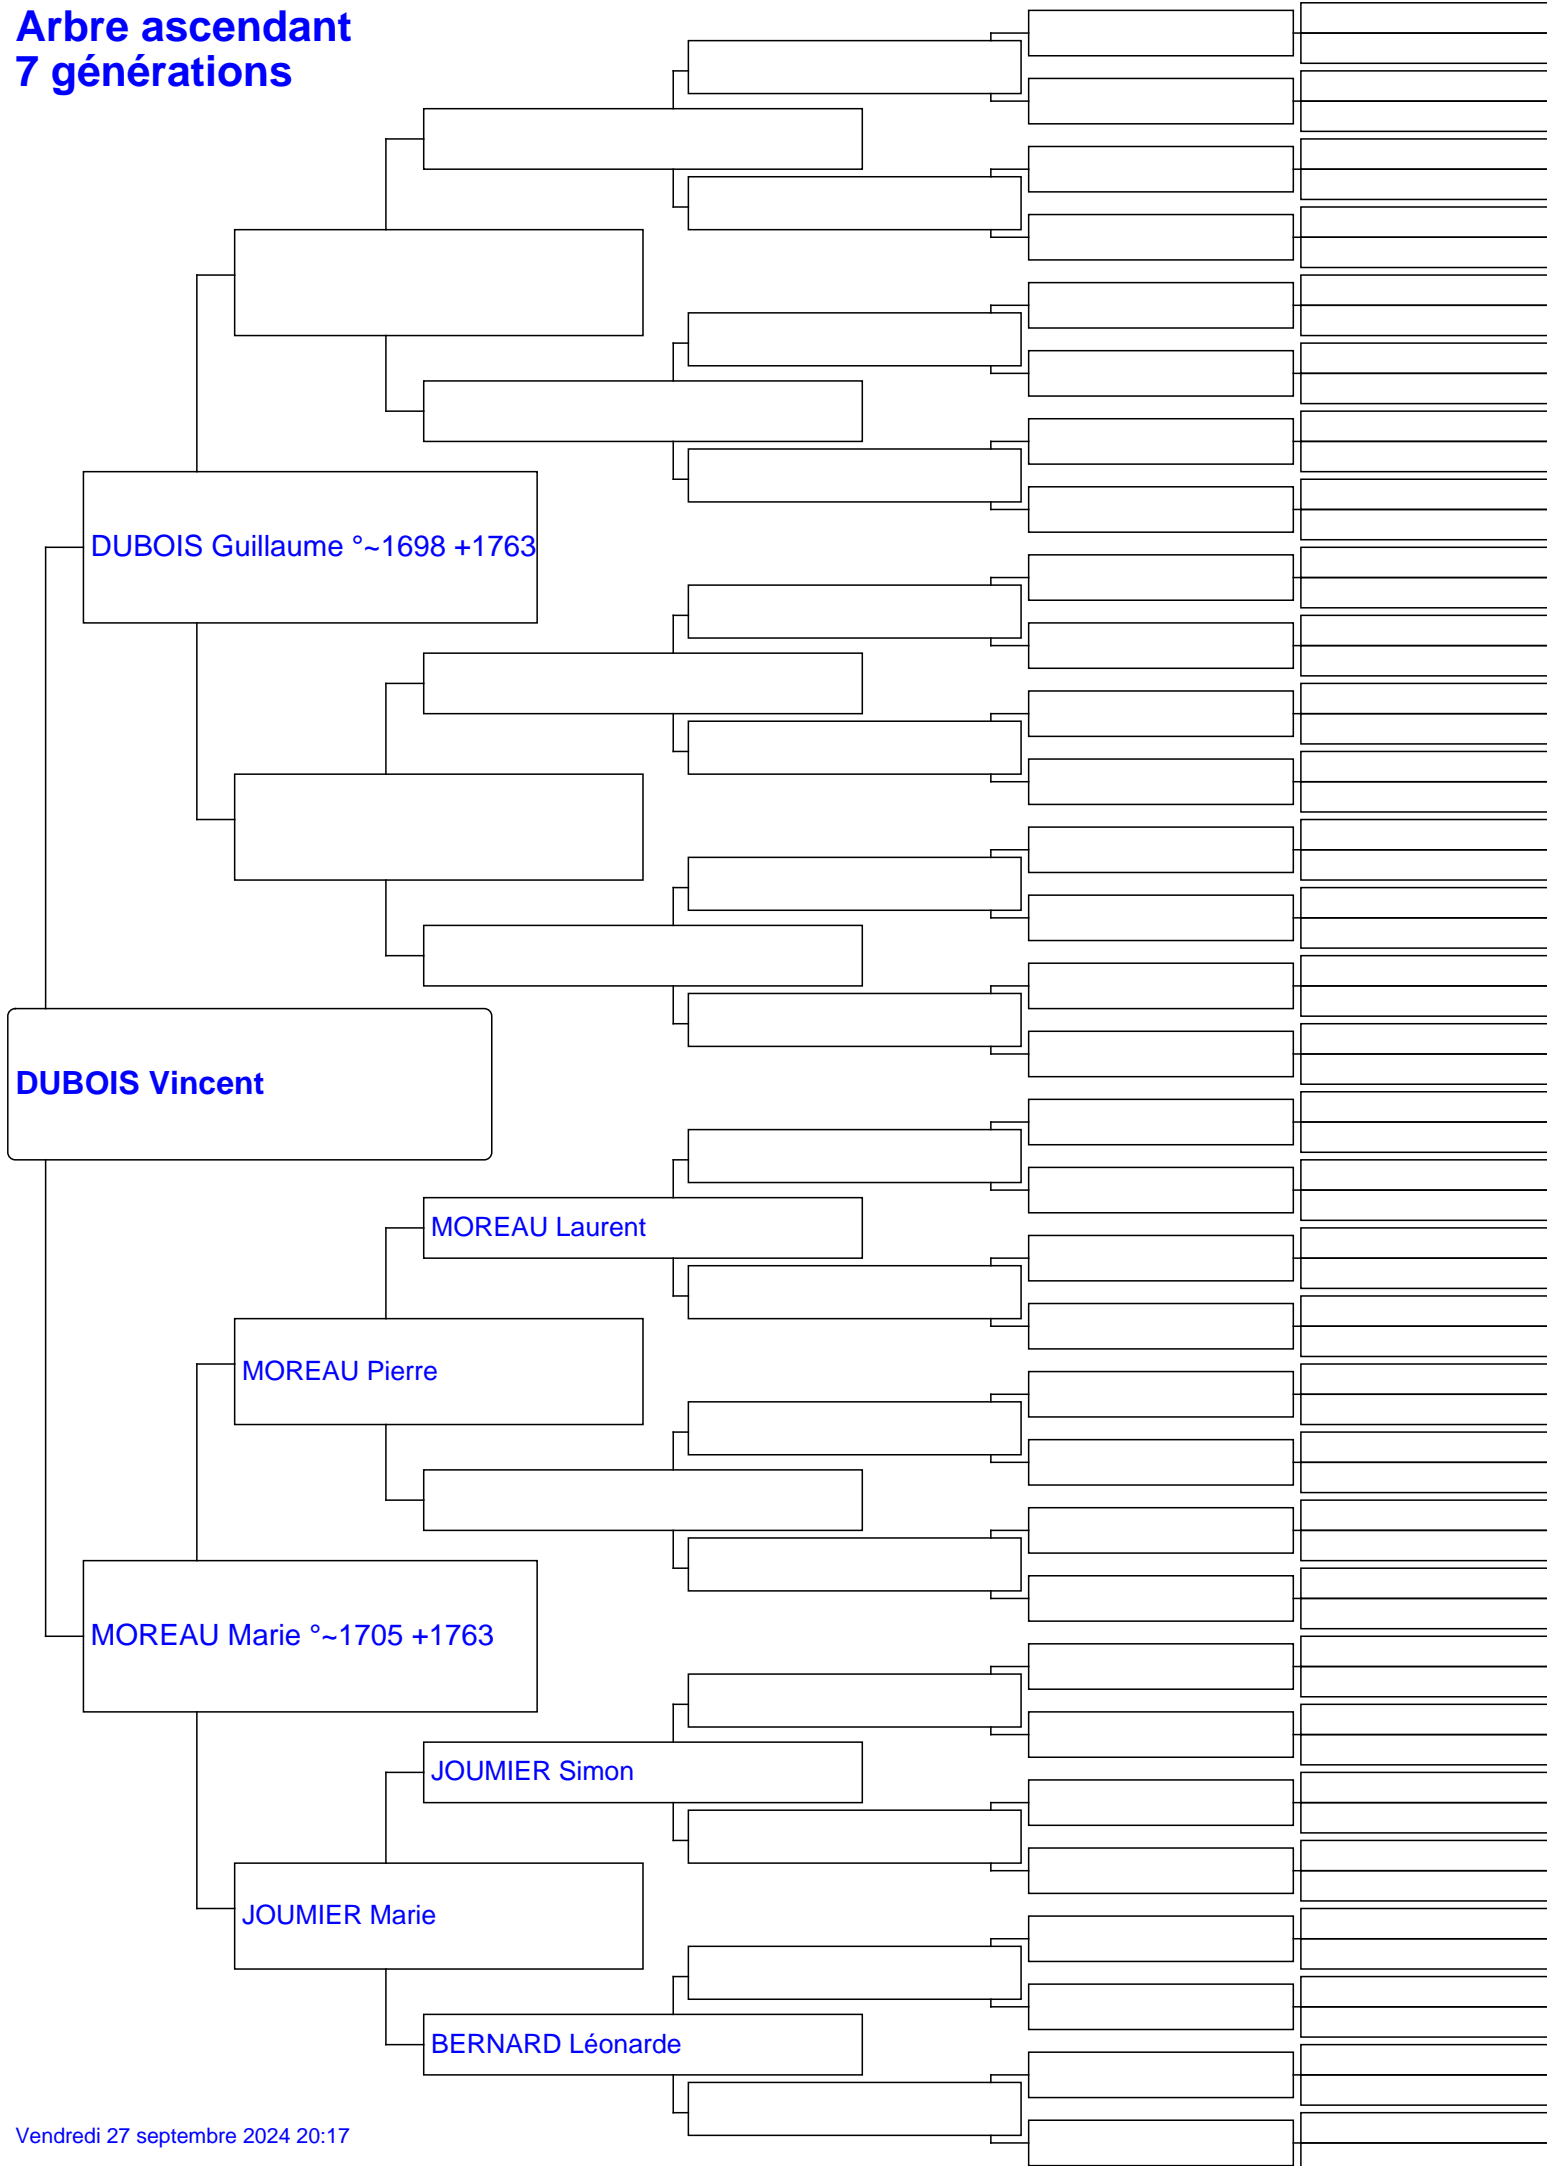 Arbre ascendant
7 générations
DUBOIS Guillaume °~1698 +1763
DUBOIS Vincent
MOREAU Laurent
MOREAU Pierre
MOREAU Marie °~1705 +1763
JOUMIER Simon
JOUMIER Marie
BERNARD Léonarde
Vendredi 27 septembre 2024 20:17